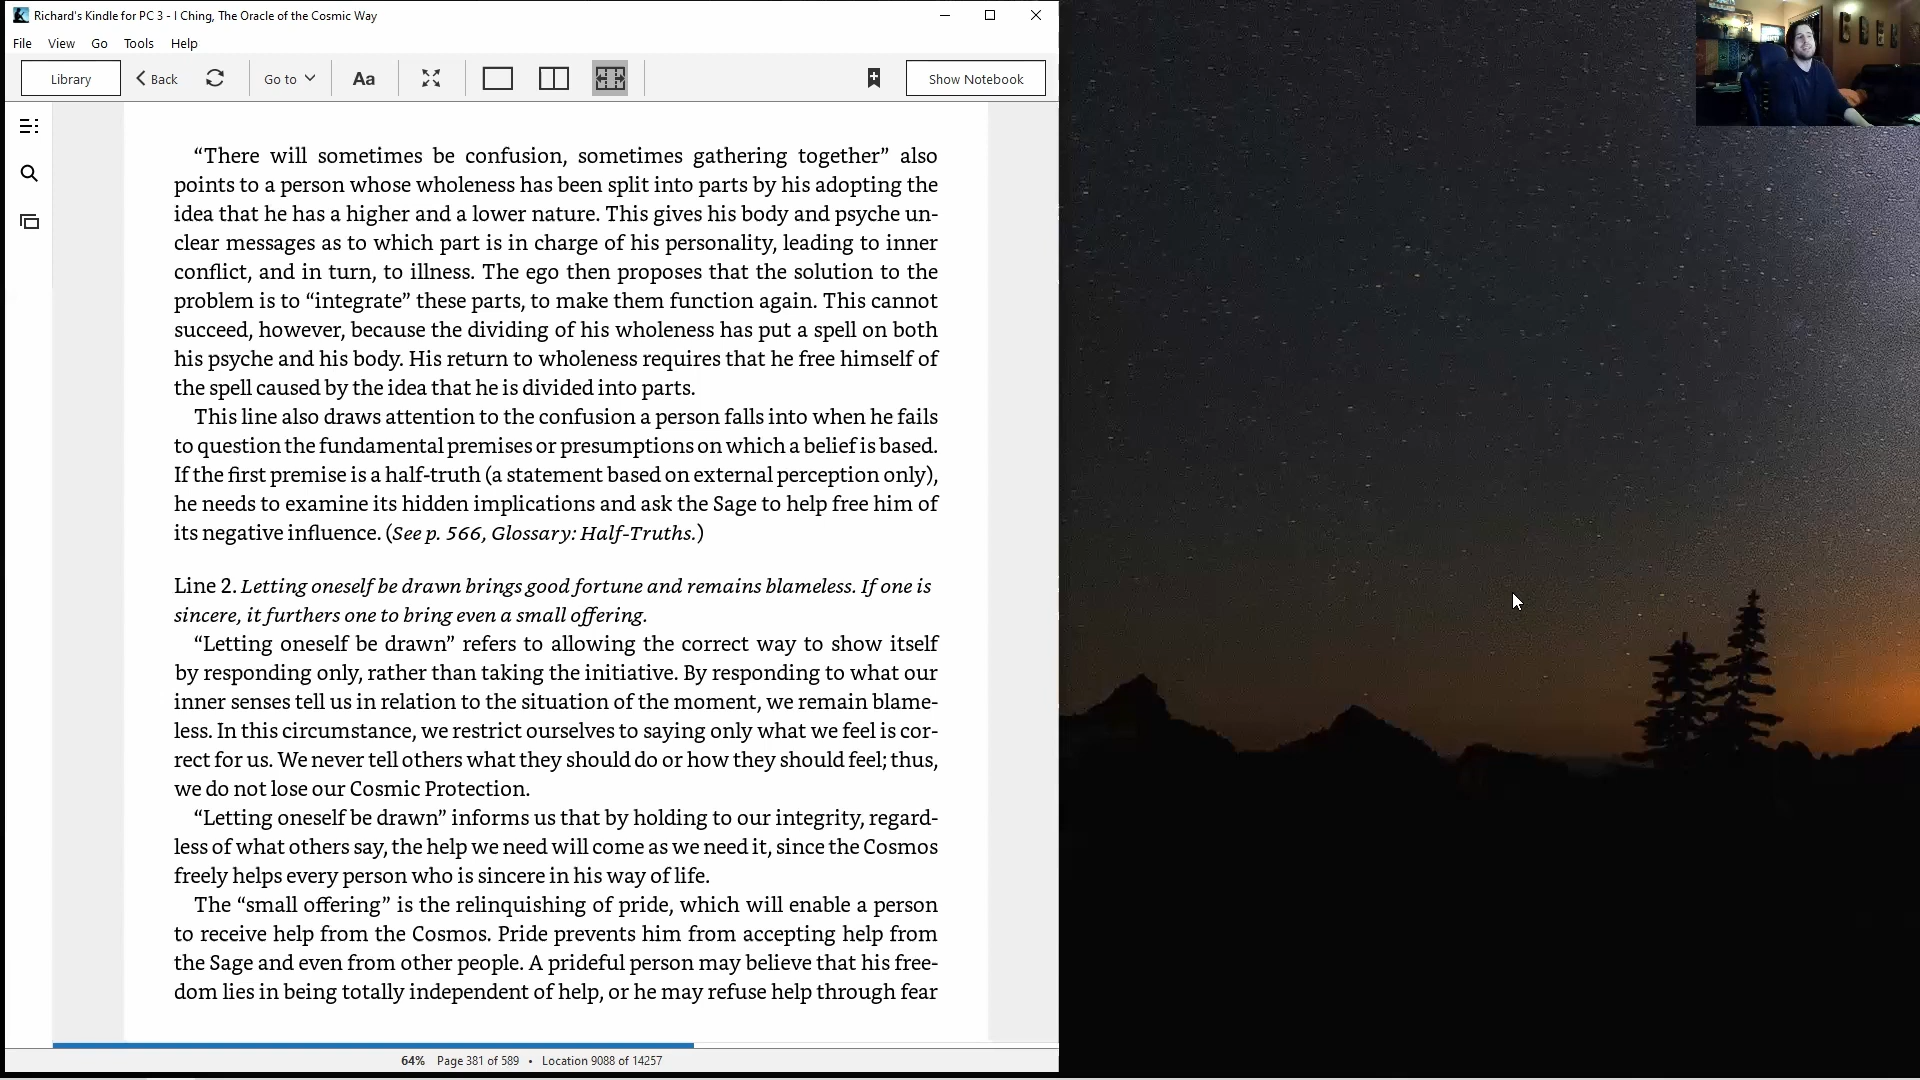 Richard's Kindle for PC 3 - I Ching, The Oracle of the Cosmic Way
File View Go Tools Help
Library Back Go to Aa Show Notebook
“There will sometimes be confusion, sometimes gathering together” also
points to a person whose wholeness has been split into parts by his adopting the
idea that he has a higher and a lower nature. This gives his body and psyche un-
clear messages as to which part is in charge of his personality, leading to inner
conflict, and in turn, to illness. The ego then proposes that the solution to the
problem is to “integrate” these parts, to make them function again. This cannot
succeed, however, because the dividing of his wholeness has put a spell on both
his psyche and his body. His return to wholeness requires that he free himself of
the spell caused by the idea that he is divided into parts.
This line also draws attention to the confusion a person falls into when he fails
to question the fundamental premises or presumptions on which a belief is based.
If the first premise is a half-truth (a statement based on external perception only),
he needs to examine its hidden implications and ask the Sage to help free him of
its negative influence. (See p. 566, Glossary: Half-Truths.)
Line 2. Letting oneself be drawn brings good fortune and remains blameless. If one is
sincere, it furthers one to bring even a small offering.
“Letting oneself be drawn” refers to allowing the correct way to show itself
by responding only, rather than taking the initiative. By responding to what our
inner senses tell us in relation to the situation of the moment, we remain blame-
less. In this circumstance, we restrict ourselves to saying only what we feel is cor-
rect for us. We never tell others what they should do or how they should feel; thus,
we do not lose our Cosmic Protection.
“Letting oneself be drawn” informs us that by holding to our integrity, regard-
less of what others say, the help we need will come as we need it, since the Cosmos
freely helps every person who is sincere in his way of life.
The “small offering” is the relinquishing of pride, which will enable a person
to receive help from the Cosmos. Pride prevents him from accepting help from
the Sage and even from other people. A prideful person may believe that his free-
dom lies in being totally independent of help, or he may refuse help through fear
64% Page 381 of 589 • Location 9088 of 14257